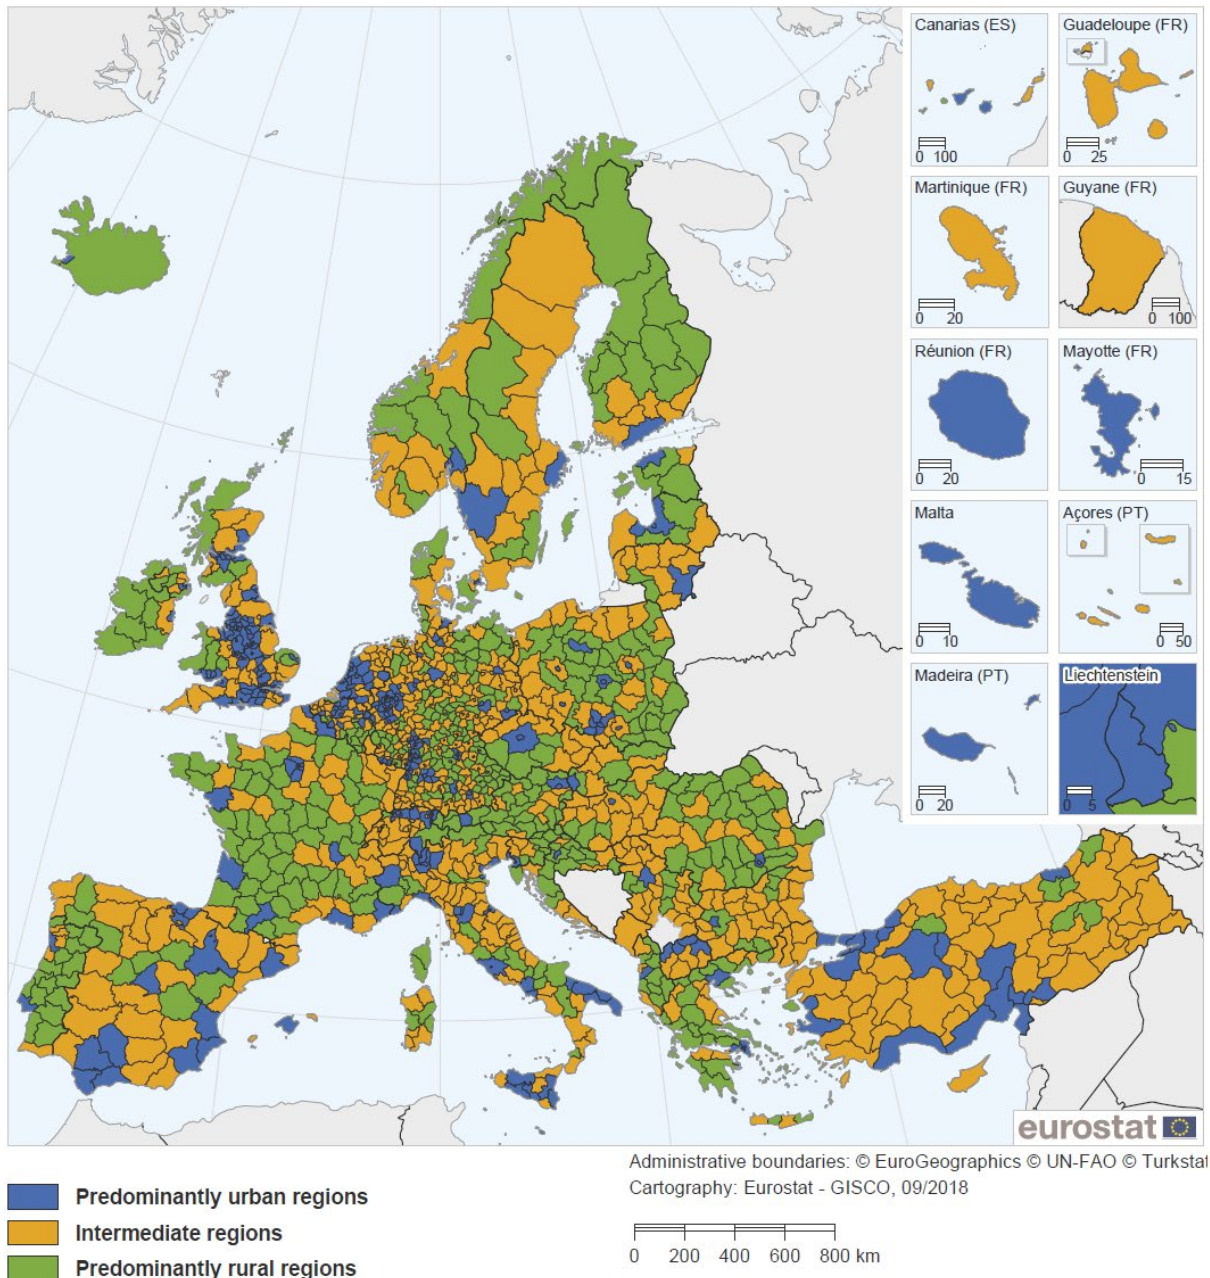 Canarias (ES)
0 100
Guadeloupe (FR)
0 25
Martinique (FR)
0 20
Guyane (FR)
0 100
Réunion (FR)
0 20
Mayotte (FR)
0 15
Malta
0 10
Açores (PT)
0 50
Madeira (PT)
0 20
Liechtenstein
0 5
eurostat
Administrative boundaries: © EuroGeographics © UN-FAO © Turkstat
Cartography: Eurostat - GISCO, 09/2018
Predominantly urban regions
Intermediate regions
Predominantly rural regions
0 200 400 600 800 km